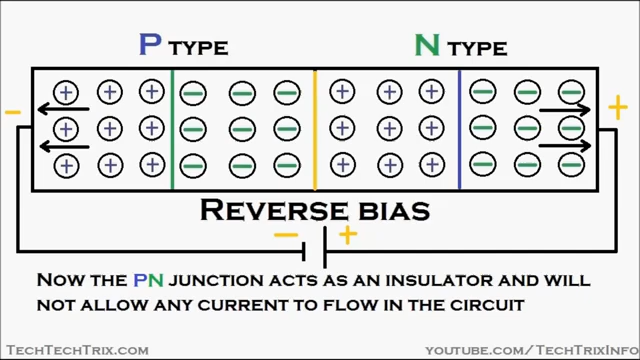 P TYPE N TYPE
- +
REVERSE BIAS
- +
NOW THE PN JUNCTION ACTS AS AN INSULATOR AND WILL
NOT ALLOW ANY CURRENT TO FLOW IN THE CIRCUIT
TECHTECHTRIX.COM YOUTUBE.COM/TECHTRIXINFO